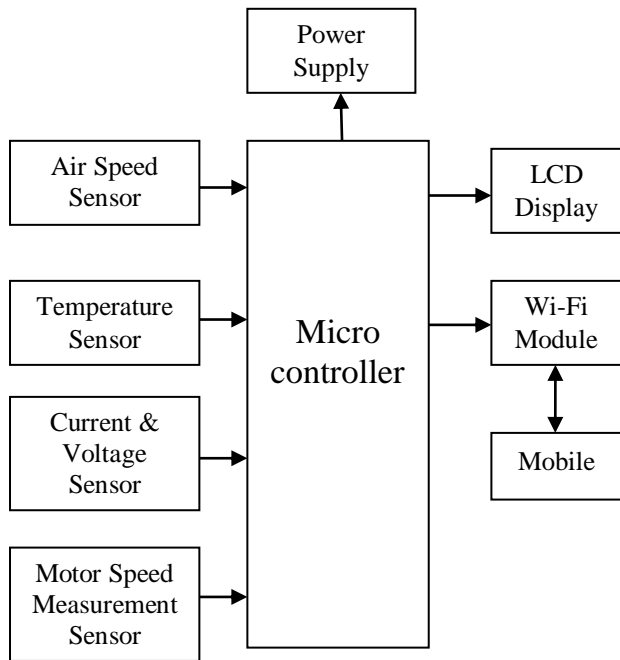 Power
Supply
Air Speed
Sensor
LCD
Display
Temperature
Sensor
Micro
controller
Wi-Fi
Module
Current &
Voltage
Sensor
Mobile
Motor Speed
Measurement
Sensor